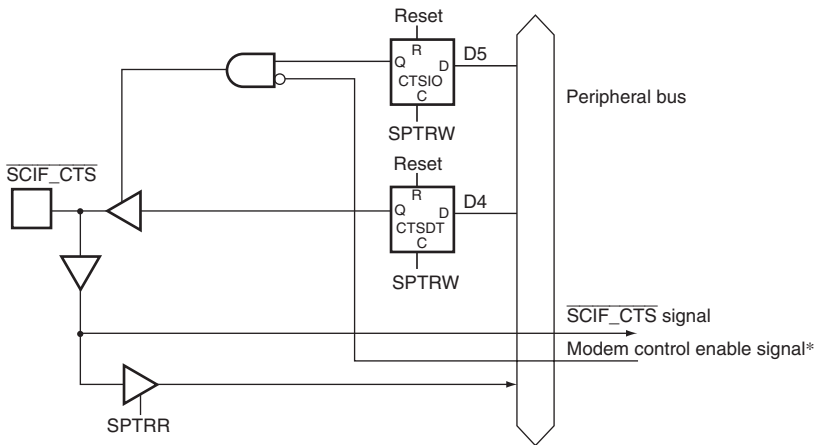 Reset
R
Q
D
D5
CTSIO
C
SPTRW
Peripheral bus
Reset
SCIF_CTS
R
Q
D
D4
CTSDT
C
SPTRW
SCIF_CTS signal
Modem control enable signal*
SPTRR